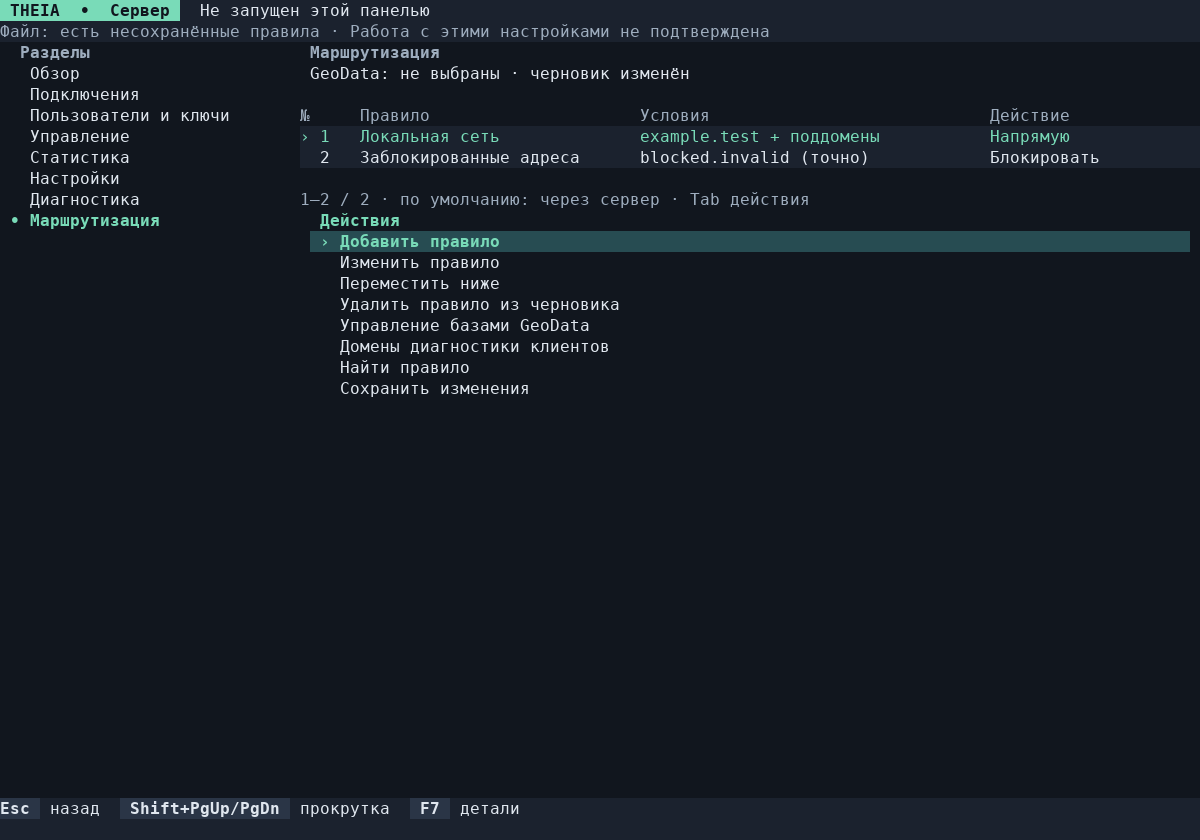 THEIA • Сервер Не запущен этой панелью
Файл: есть несохранённые правила · Работа с этими настройками не подтверждена
Разделы
Обзор
Подключения
Пользователи и ключи
Управление
Статистика
Настройки
Диагностика
• Маршрутизация
Маршрутизация
GeoData: не выбраны · черновик изменён
№ Правило Условия Действие
› 1 Локальная сеть example.test + поддомены Напрямую
2 Заблокированные адреса blocked.invalid (точно) Блокировать
1–2 / 2 · по умолчанию: через сервер · Tab действия
Действия
› Добавить правило
Изменить правило
Переместить ниже
Удалить правило из черновика
Управление базами GeoData
Домены диагностики клиентов
Найти правило
Сохранить изменения
Esc назад Shift+PgUp/PgDn прокрутка F7 детали